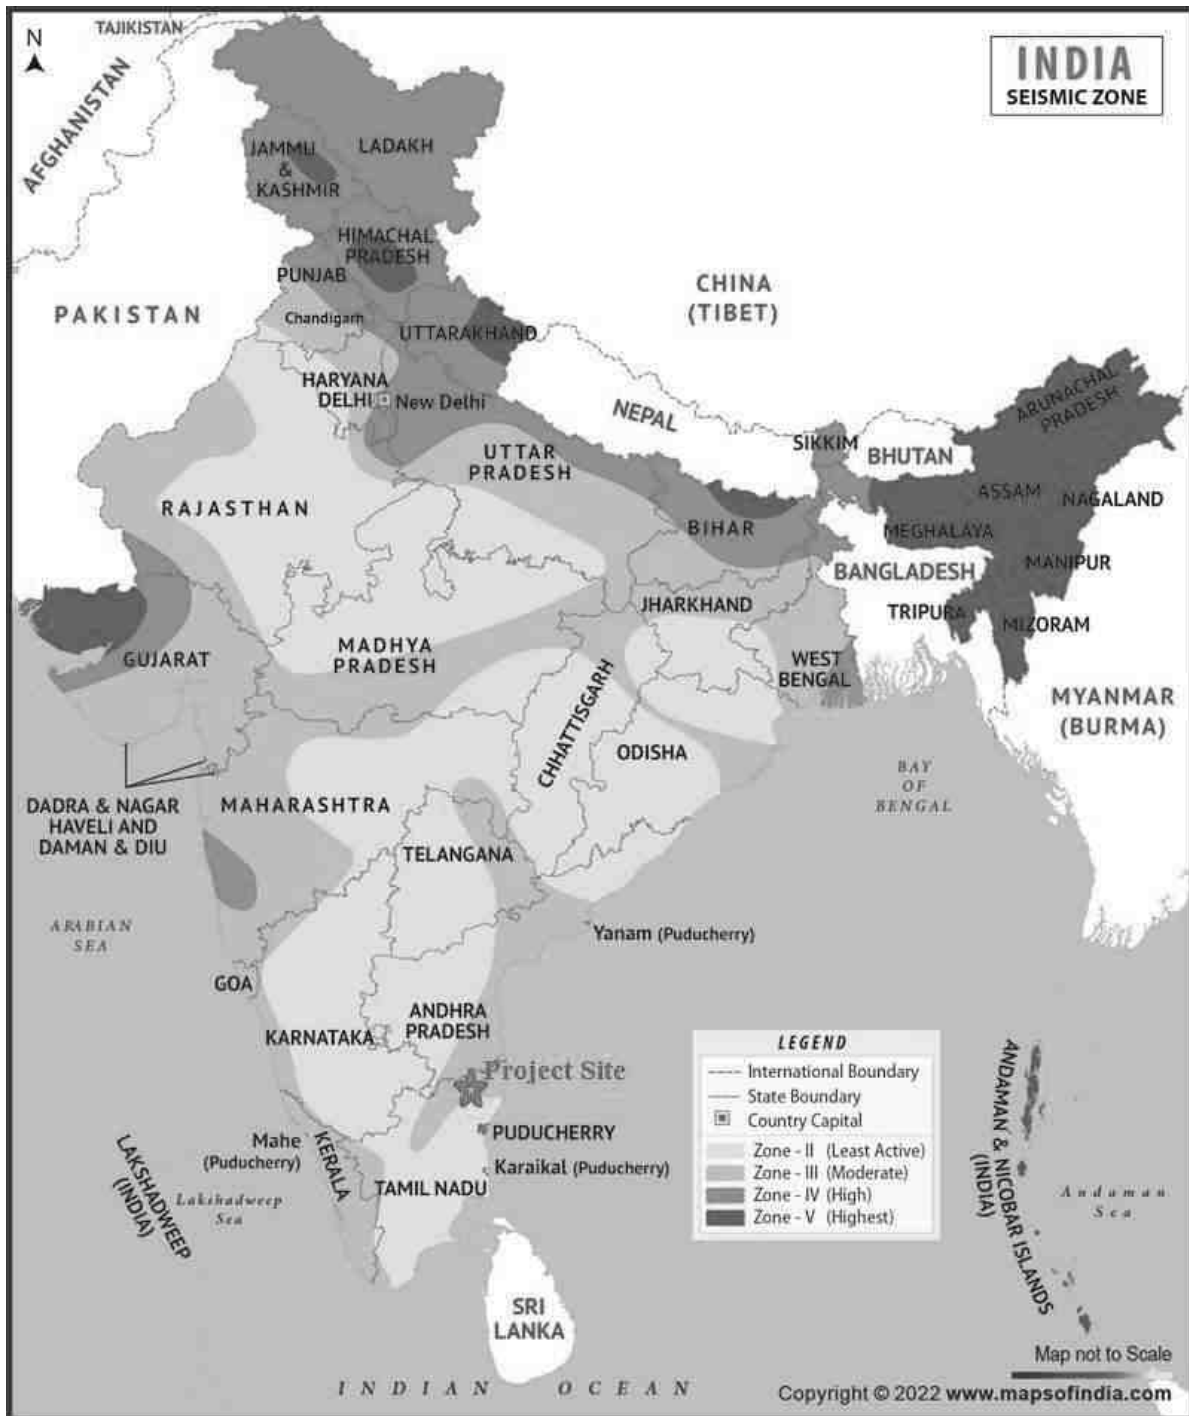 TAJIKISTAN
N
AFGHANISTAN
INDIA
SEISMIC ZONE
JAMMU
&
KASHMIR
LADAKH
HIMACHAL
PRADESH
PUNJAB
Chandigarh
UTTARAKHAND
PAKISTAN
CHINA
(TIBET)
HARYANA
DELHI
New Delhi
NEPAL
SIKKIM
BHUTAN
ARUNACHAL
PRADESH
UTTAR
PRADESH
RAJASTHAN
BIHAR
ASSAM
NAGALAND
MEGHALAYA
MANIPUR
BANGLADESH
TRIPURA
MIZORAM
JHARKHAND
GUJARAT
MADHYA
PRADESH
WEST
BENGAL
MYANMAR
(BURMA)
CHHATTISGARH
ODISHA
BAY
OF
BENGAL
DADRA & NAGAR
HAVELI AND
DAMAN & DIU
MAHARASHTRA
TELANGANA
ARABIAN
SEA
Yanam (Puducherry)
GOA
KARNATAKA
ANDHRA
PRADESH
Project Site
LEGEND
International Boundary
State Boundary
Country Capital
Zone - II (Least Active)
Zone - III (Moderate)
Zone - IV (High)
Zone - V (Highest)
PUDUCHERRY
Mahe
(Puducherry)
KERALA
Karaikal (Puducherry)
TAMIL NADU
LAKSHADWEEP
(INDIA)
Lakshadweep
Sea
ANDAMAN & NICOBAR ISLANDS
(INDIA)
Andaman
Sea
SRI
LANKA
INDIAN OCEAN
Map not to Scale
Copyright © 2022 www.mapsofindia.com